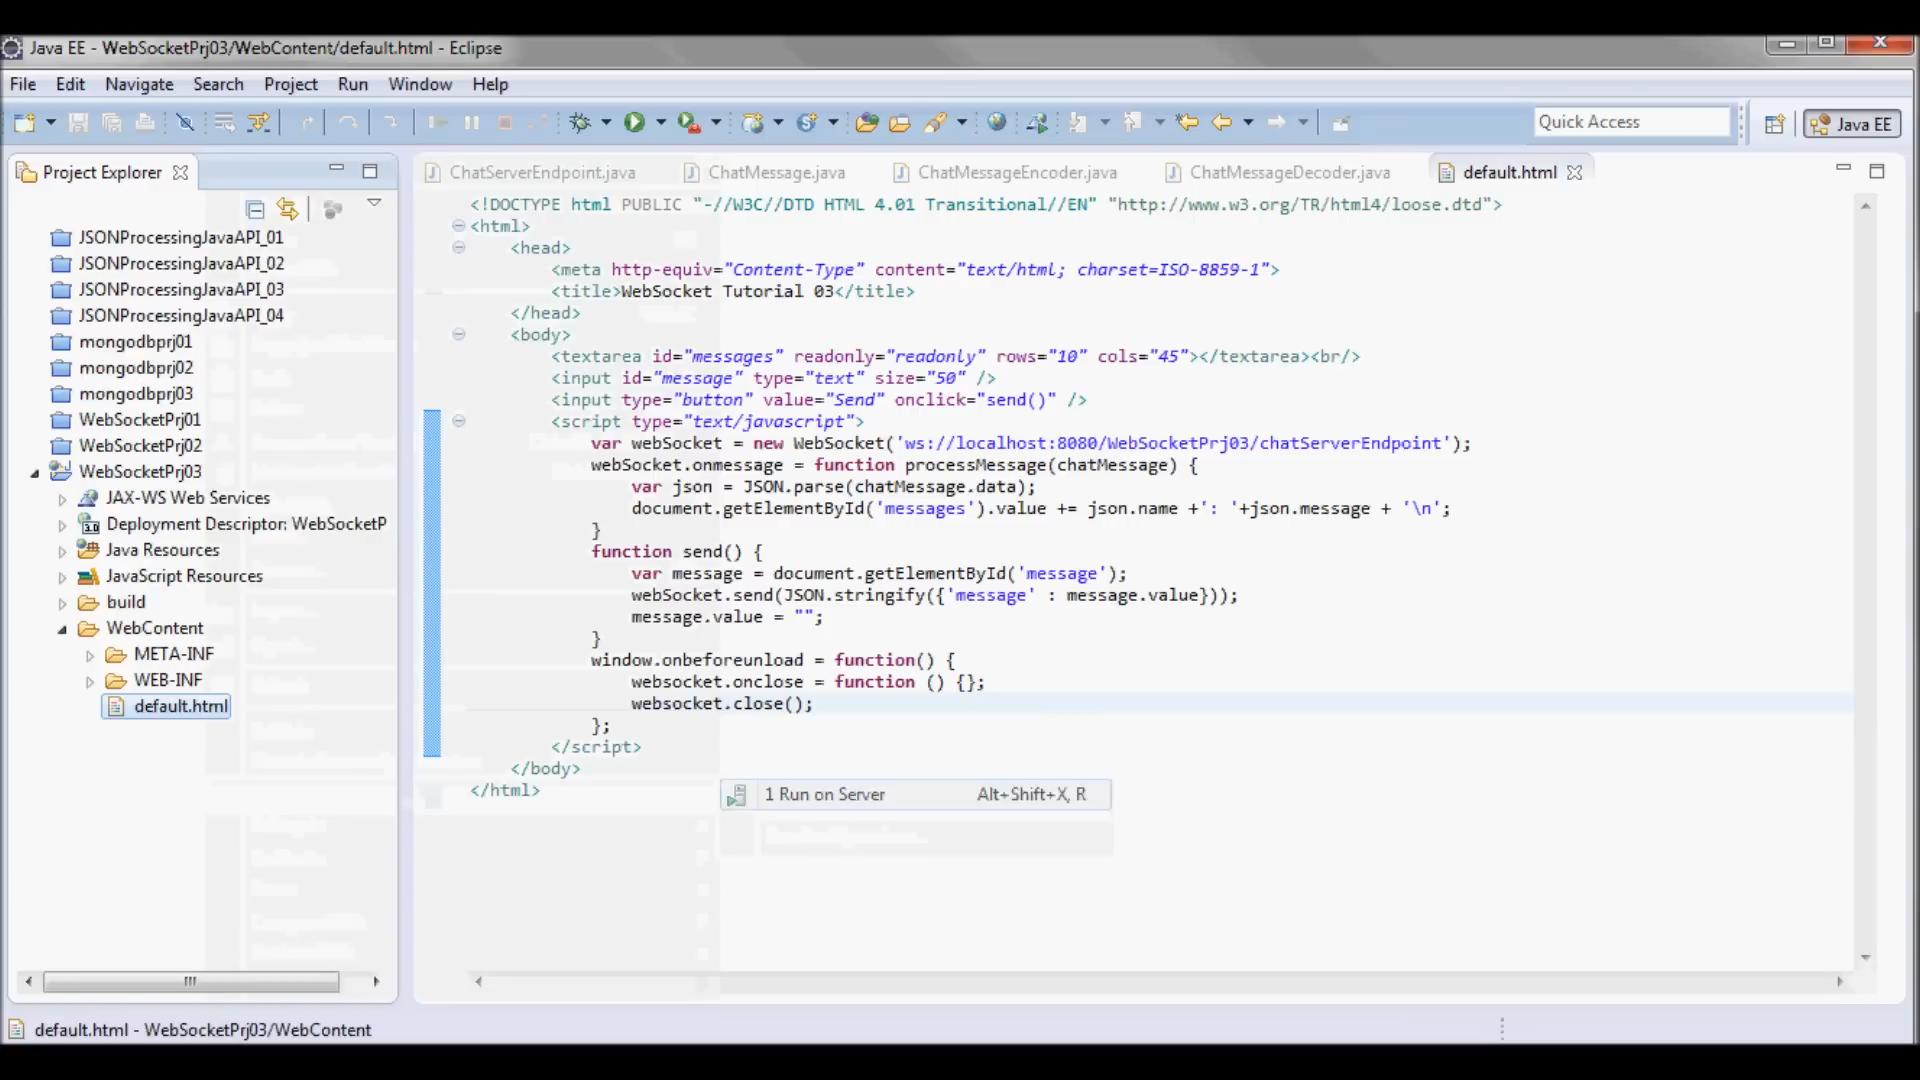 Java EE - WebSocketPrj03/WebContent/default.html - Eclipse
File Edit Navigate Search Project Run Window Help
Quick Access
Java EE
Project Explorer
JSONProcessingJavaAPI_01
JSONProcessingJavaAPI_02
JSONProcessingJavaAPI_03
JSONProcessingJavaAPI_04
mongodbprj01
mongodbprj02
mongodbprj03
WebSocketPrj01
WebSocketPrj02
WebSocketPrj03
JAX-WS Web Services
Deployment Descriptor: WebSocketP
Java Resources
JavaScript Resources
build
WebContent
META-INF
WEB-INF
default.html
ChatServerEndpoint.java ChatMessage.java ChatMessageEncoder.java ChatMessageDecoder.java default.html
<!DOCTYPE html PUBLIC "-//W3C//DTD HTML 4.01 Transitional//EN" "http://www.w3.org/TR/html4/loose.dtd">
<html>
<head>
<meta http-equiv="Content-Type" content="text/html; charset=ISO-8859-1">
<title>WebSocket Tutorial 03</title>
</head>
<body>
<textarea id="messages" readonly="readonly" rows="10" cols="45"></textarea><br/>
<input id="message" type="text" size="50" />
<input type="button" value="Send" onclick="send()" />
<script type="text/javascript">
var webSocket = new WebSocket('ws://localhost:8080/WebSocketPrj03/chatServerEndpoint');
webSocket.onmessage = function processMessage(chatMessage) {
var json = JSON.parse(chatMessage.data);
document.getElementById('messages').value += json.name +': '+json.message + '\n';
}
function send() {
var message = document.getElementById('message');
webSocket.send(JSON.stringify({'message' : message.value}));
message.value = "";
}
window.onbeforeunload = function() {
websocket.onclose = function () {};
websocket.close();
};
</script>
</body>
</html>
1 Run on Server Alt+Shift+X, R
default.html - WebSocketPrj03/WebContent